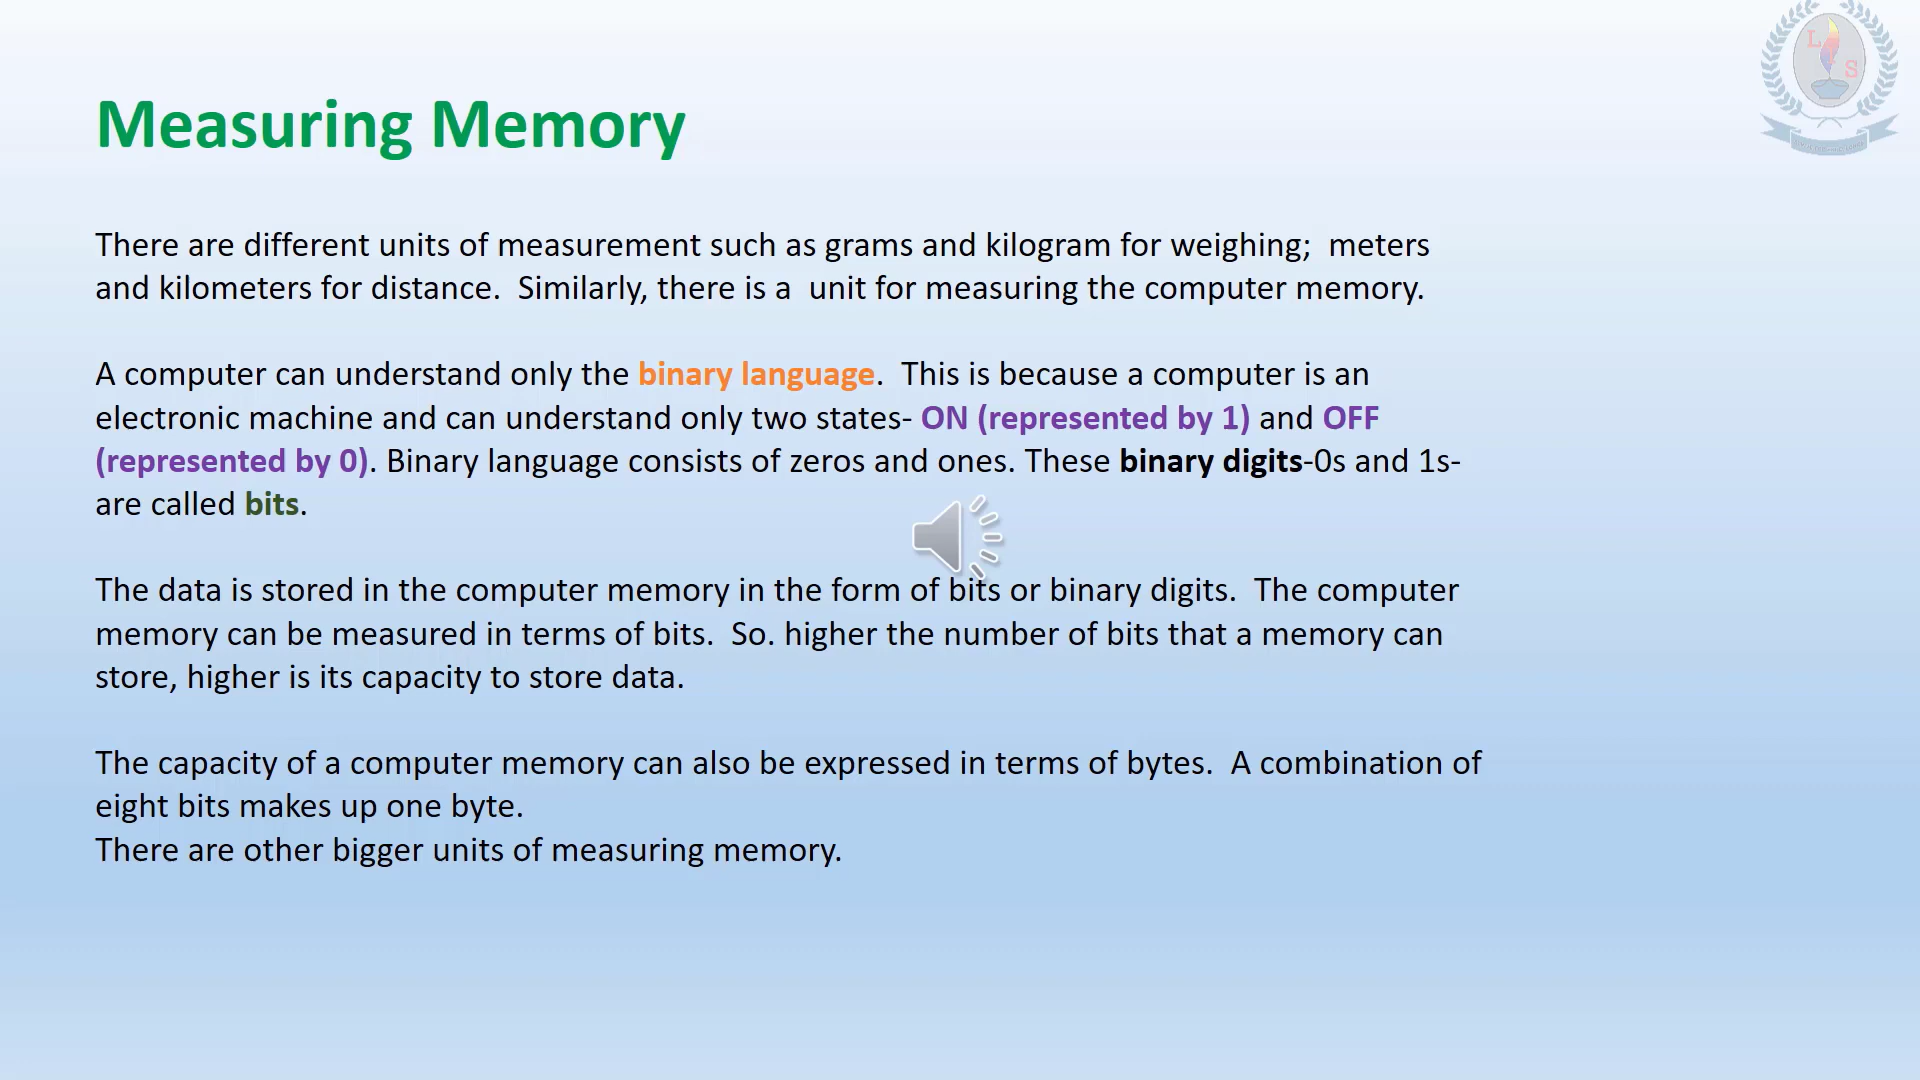 L
S
Measuring Memory
There are different units of measurement such as grams and kilogram for weighing;  meters
and kilometers for distance.  Similarly, there is a  unit for measuring the computer memory.
A computer can understand only the binary language.  This is because a computer is an
electronic machine and can understand only two states- ON (represented by 1) and OFF
(represented by 0). Binary language consists of zeros and ones. These binary digits-0s and 1s-
are called bits.
The data is stored in the computer memory in the form of bits or binary digits.  The computer
memory can be measured in terms of bits.  So. higher the number of bits that a memory can
store, higher is its capacity to store data.
The capacity of a computer memory can also be expressed in terms of bytes.  A combination of
eight bits makes up one byte.
There are other bigger units of measuring memory.